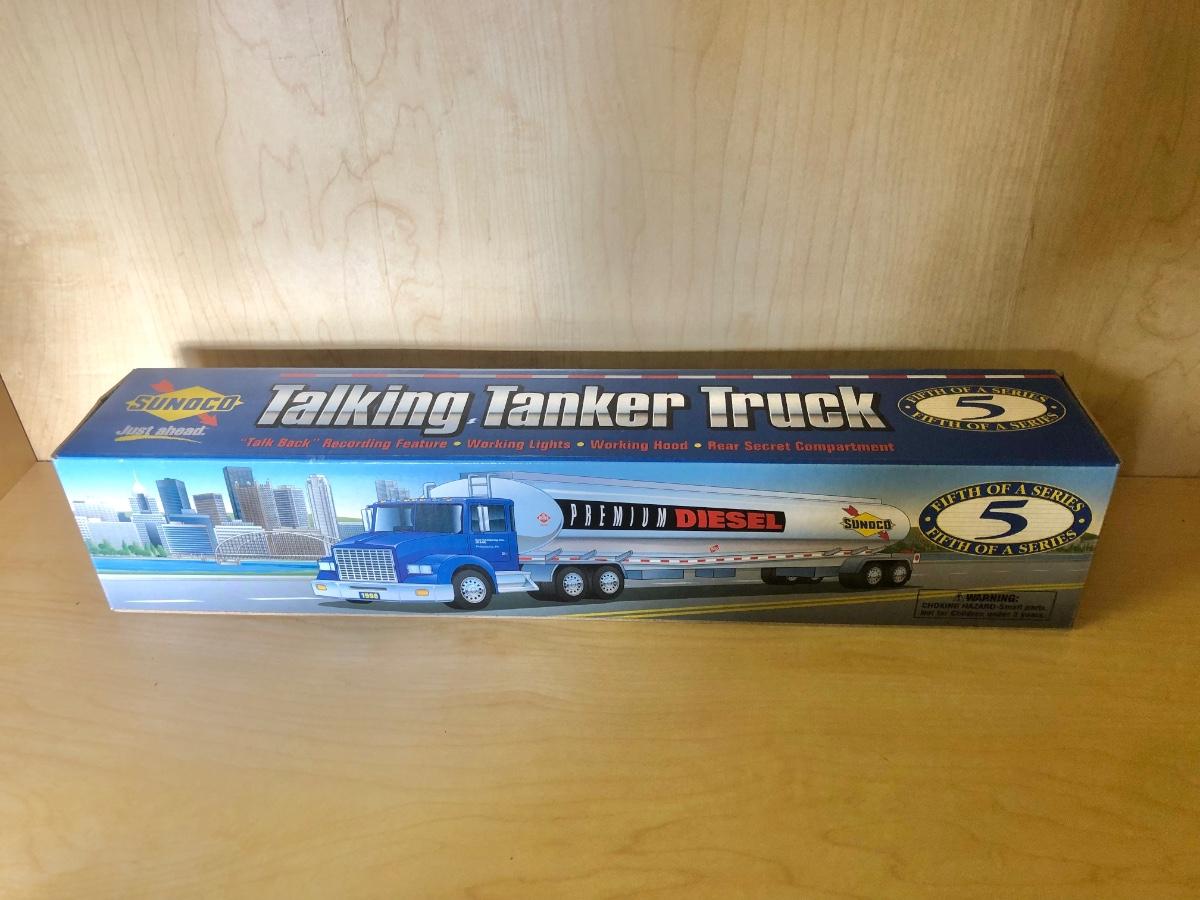 SUNOCO
Just ahead.
Talking Tanker Truck
"Talk Back" Recording Feature • Working Lights • Working Hood • Rear Secret Compartment
FIFTH OF A SERIES
5
FIFTH OF A SERIES
PREMIUM DIESEL
SUNOCO
1998
FIFTH OF A SERIES
5
FIFTH OF A SERIES
⚠ WARNING:
CHOKING HAZARD-Small parts.
Not for Children under 3 years.